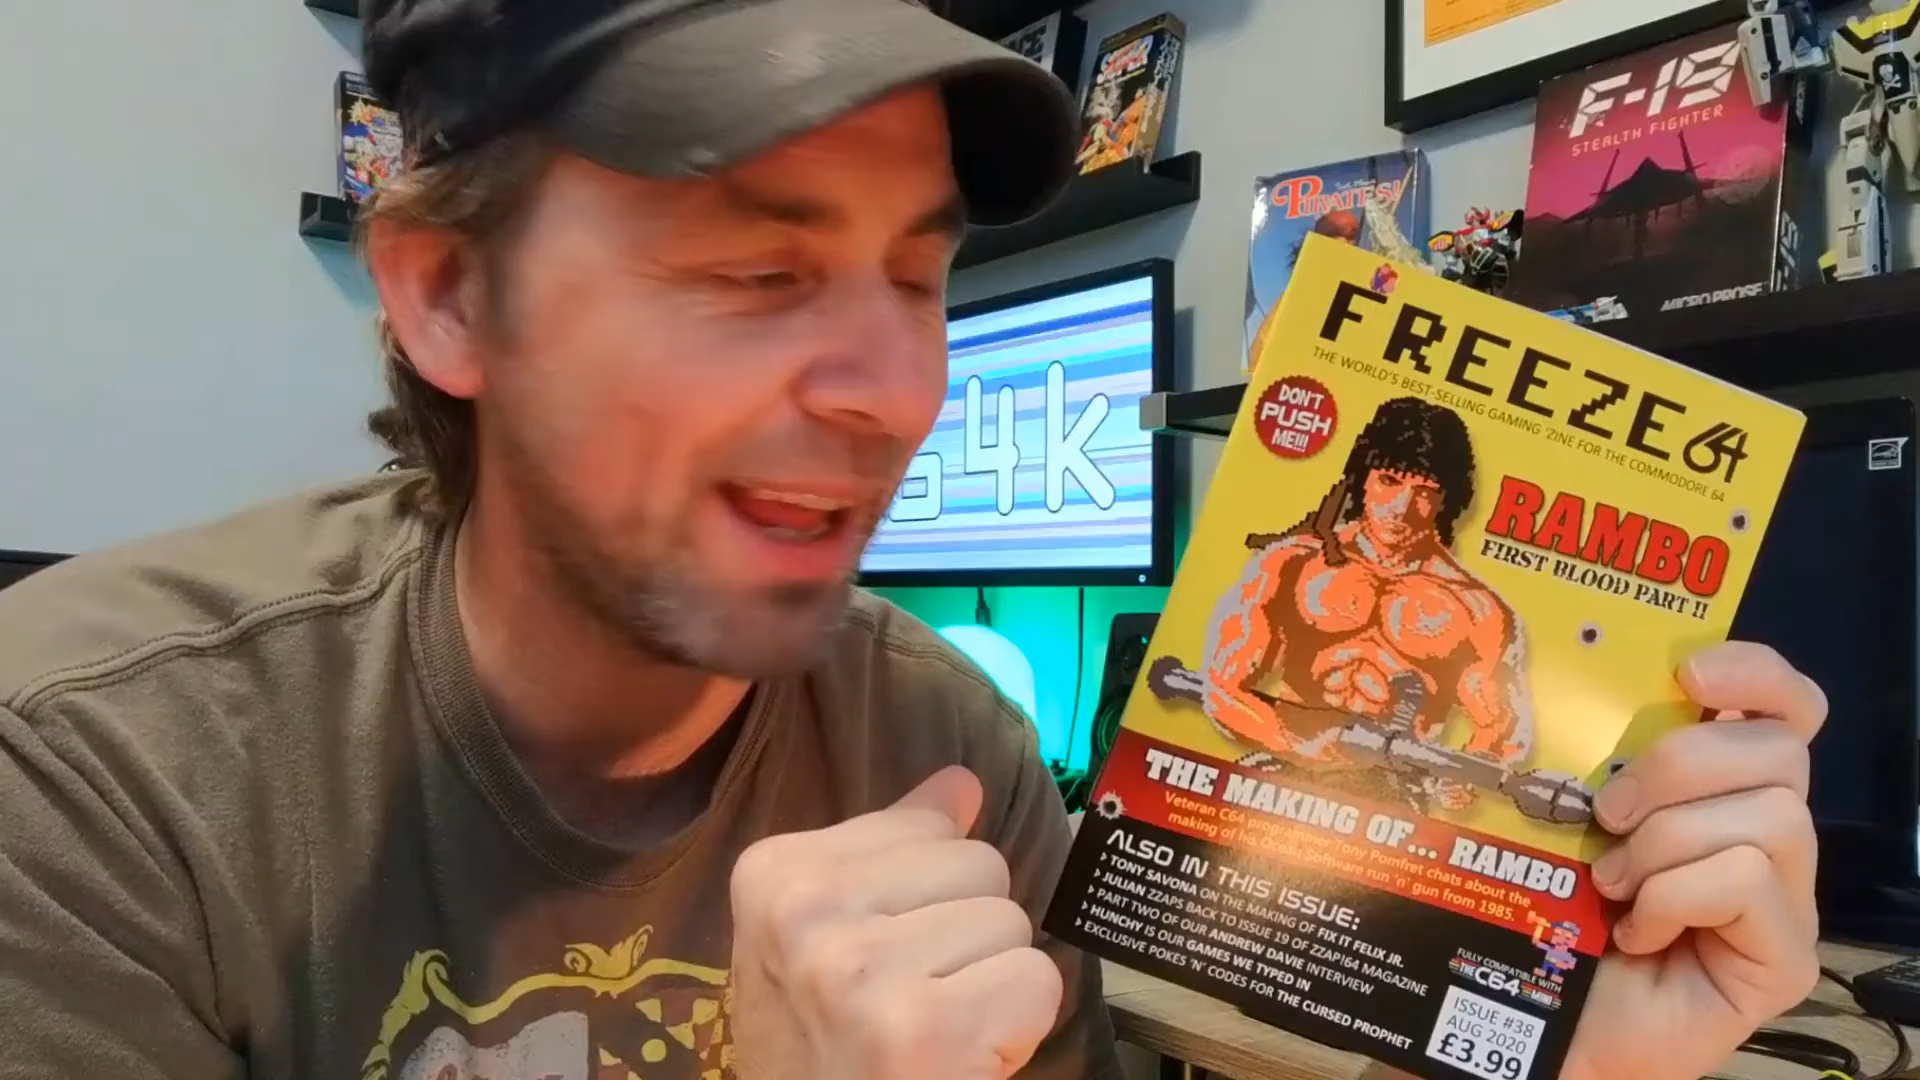 F-19
STEALTH FIGHTER
MICRO PROSE
PIRATES!
64k
FREEZE64
THE WORLD'S BEST-SELLING GAMING 'ZINE FOR THE COMMODORE 64
DON'T
PUSH
ME!!!
RAMBO
FIRST BLOOD PART II
THE MAKING OF... RAMBO
Veteran C64 programmer Tony Pomfret chats about the
making of his Ocean Software run 'n' gun from 1985.
ALSO IN THIS ISSUE:
TONY SAVONA ON THE MAKING OF FIX IT FELIX JR.
JULIAN ZZAPS BACK TO ISSUE 19 OF ZZAP!64 MAGAZINE
PART TWO OF OUR ANDREW DAVIE INTERVIEW
HUNCHY IS OUR GAMES WE TYPED IN
EXCLUSIVE POKES 'N' CODES FOR THE CURSED PROPHET
FULLY COMPATIBLE WITH
THE C64 MINI
ISSUE #38
AUG 2020
£3.99